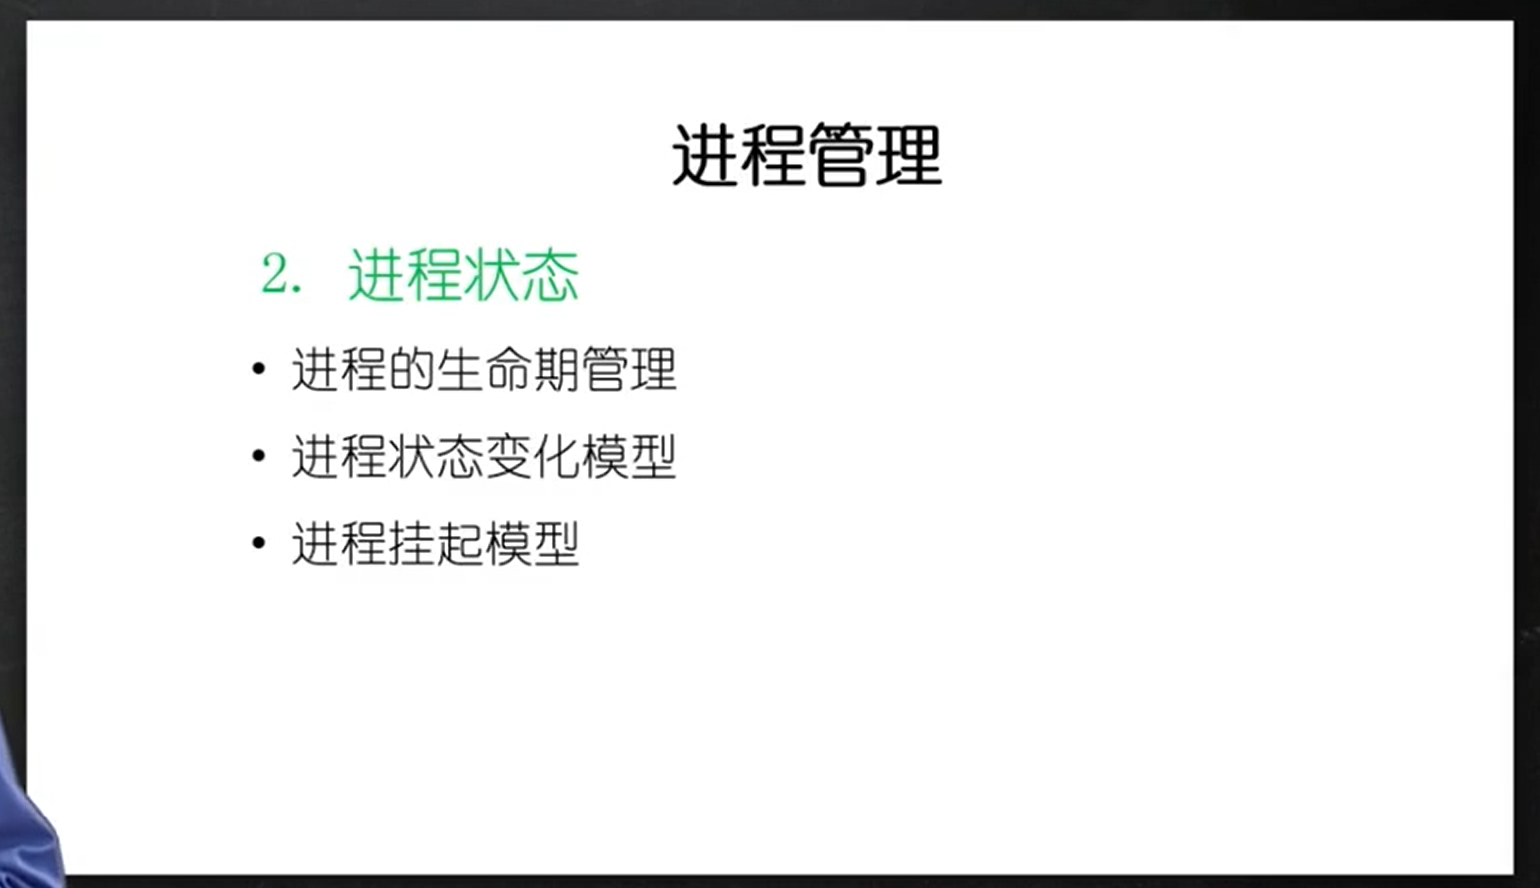 进程管理
2. 进程状态
• 进程的生命期管理
• 进程状态变化模型
• 进程挂起模型